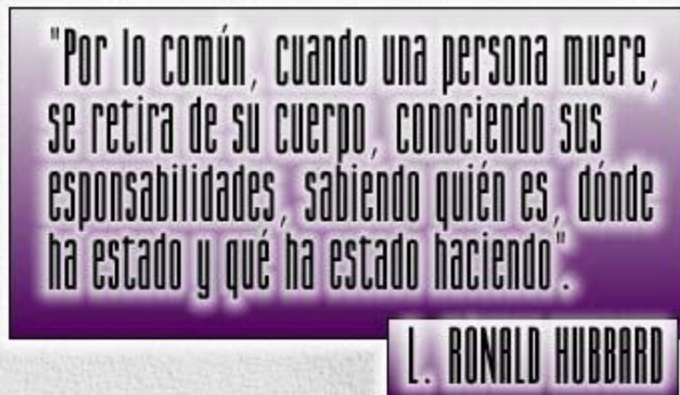 "Por lo común, cuando una persona muere,
se retira de su cuerpo, conociendo sus
esponsabilidades, sabiendo quién es, dónde
ha estado y qué ha estado haciendo".
L. RONALD HUBBARD